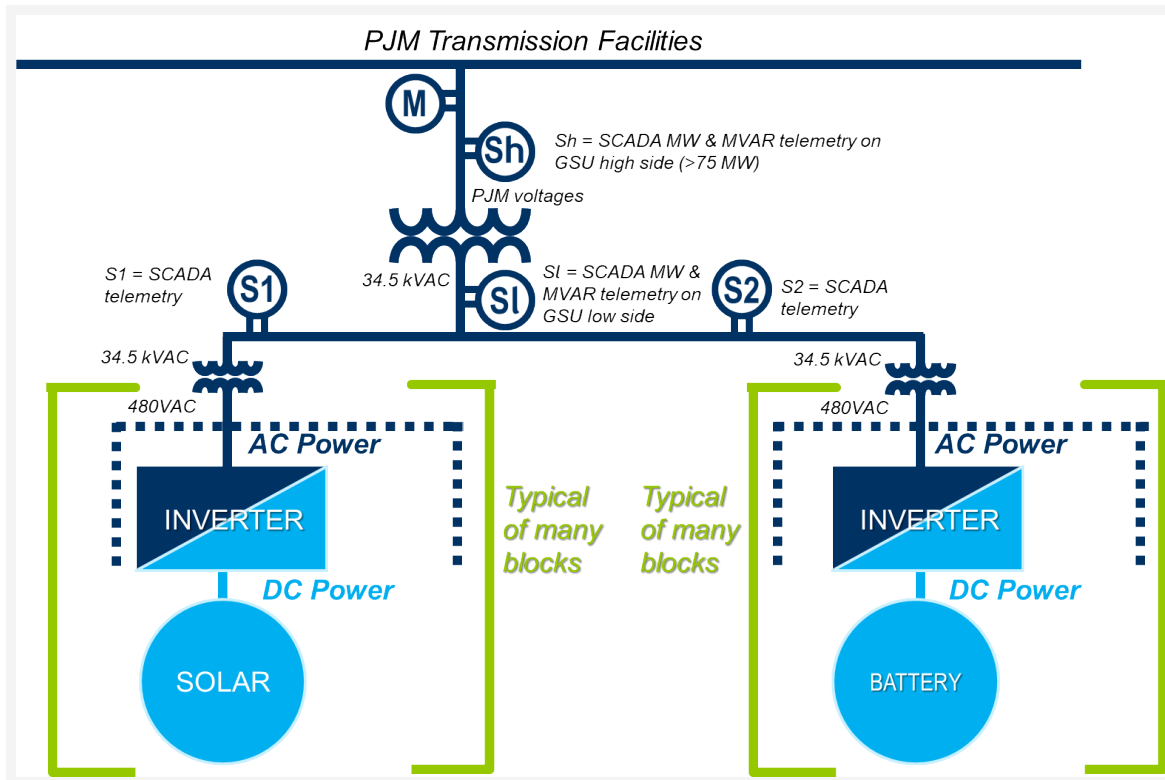 PJM Transmission Facilities
M
Sh
Sh = SCADA MW & MVAR telemetry on
GSU high side (>75 MW)
PJM voltages
S1 = SCADA
telemetry
S1
34.5 kVAC
Sl
Sl = SCADA MW &
MVAR telemetry on
GSU low side
S2
S2 = SCADA
telemetry
34.5 kVAC
480VAC
AC Power
INVERTER
DC Power
SOLAR
Typical
of many
blocks
Typical
of many
blocks
34.5 kVAC
480VAC
AC Power
INVERTER
DC Power
BATTERY